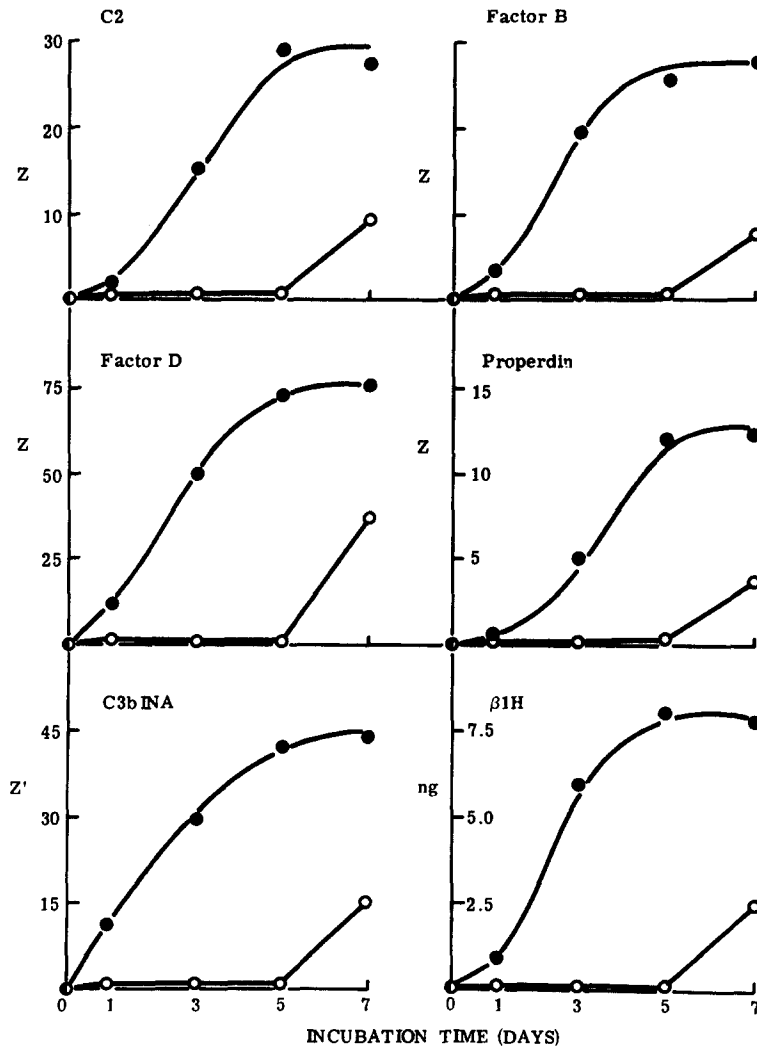 C2
Factor B
30
20
Z
Z
10
Factor D
Properdin
75
15
Z
Z
50
10
25
5
C3b INA
β1H
45
7.5
Z'
ng
30
5.0
15
2.5
0 1 3 5 7
0 1 3 5 7
INCUBATION TIME (DAYS)